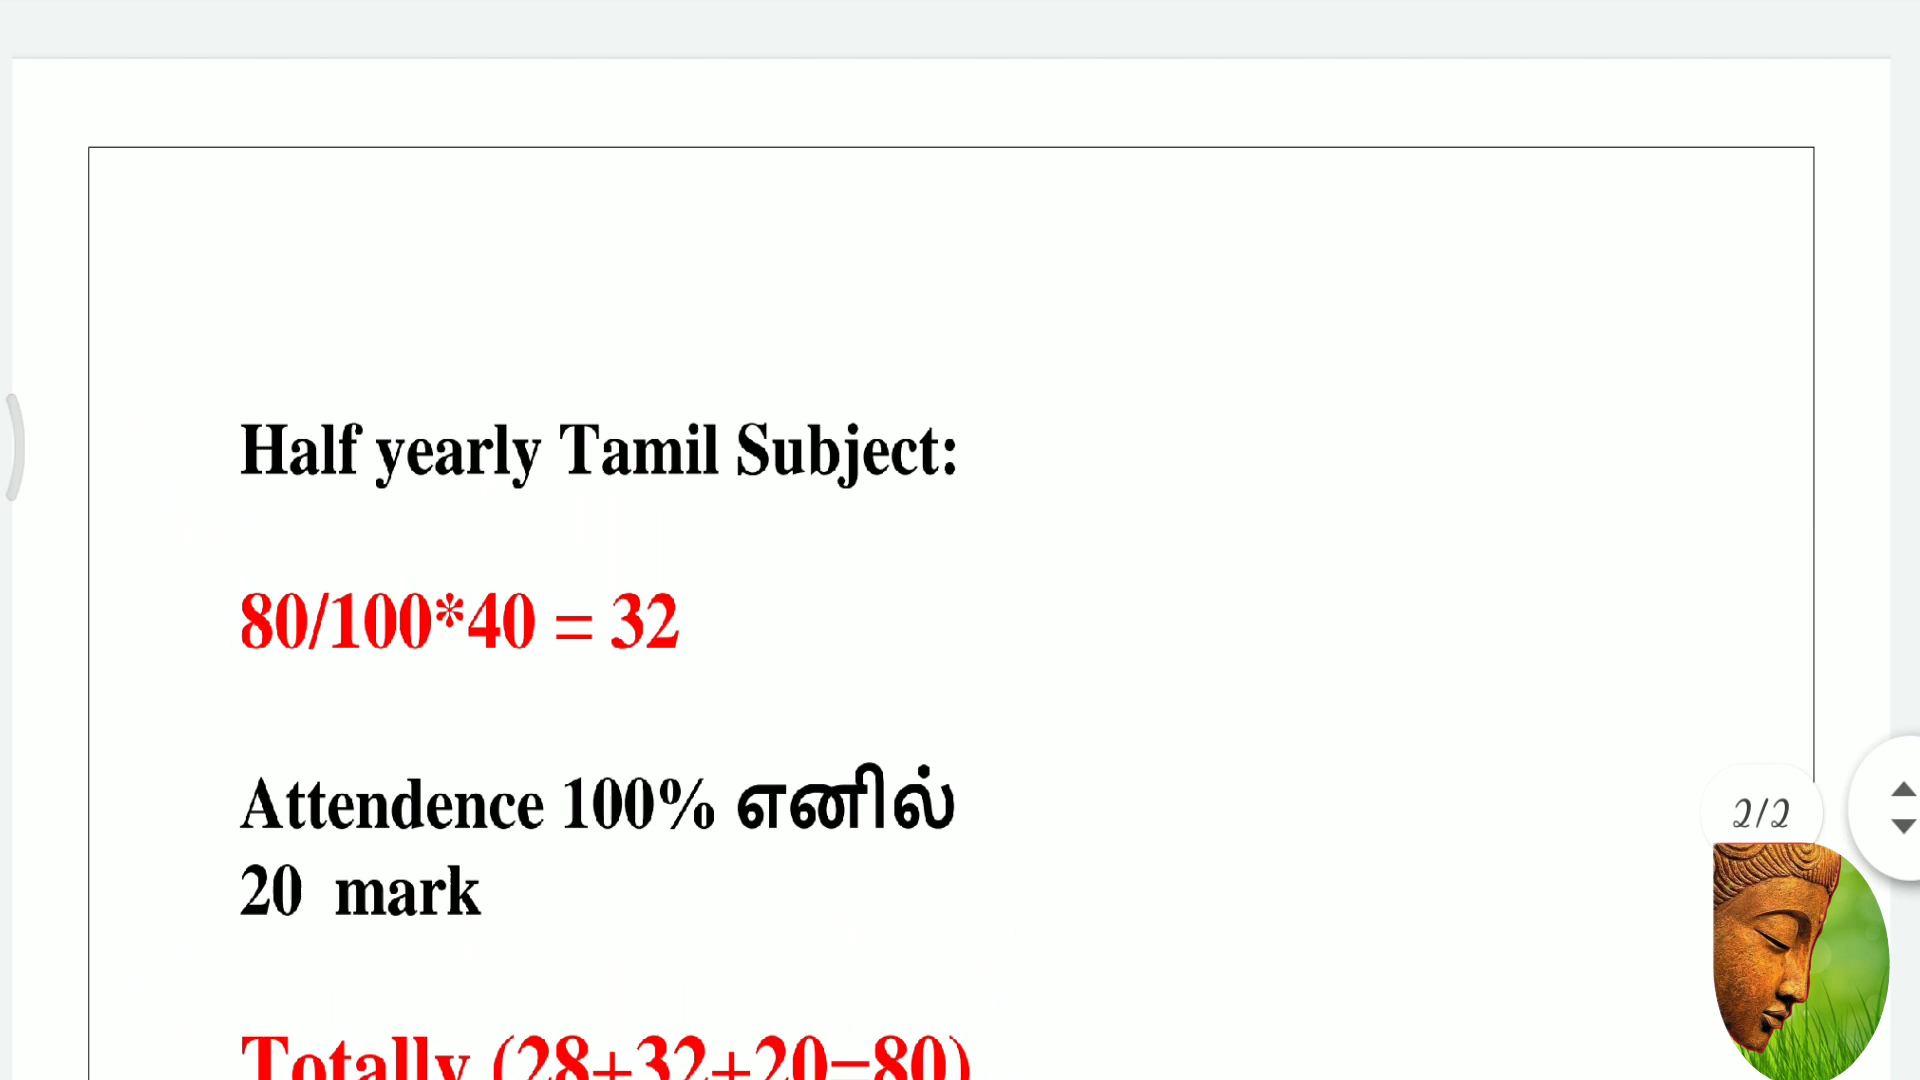 Half yearly Tamil Subject:
80/100*40 = 32
Attendence 100% எனில்
20 mark
2/2
Totally (28+32+20=80)